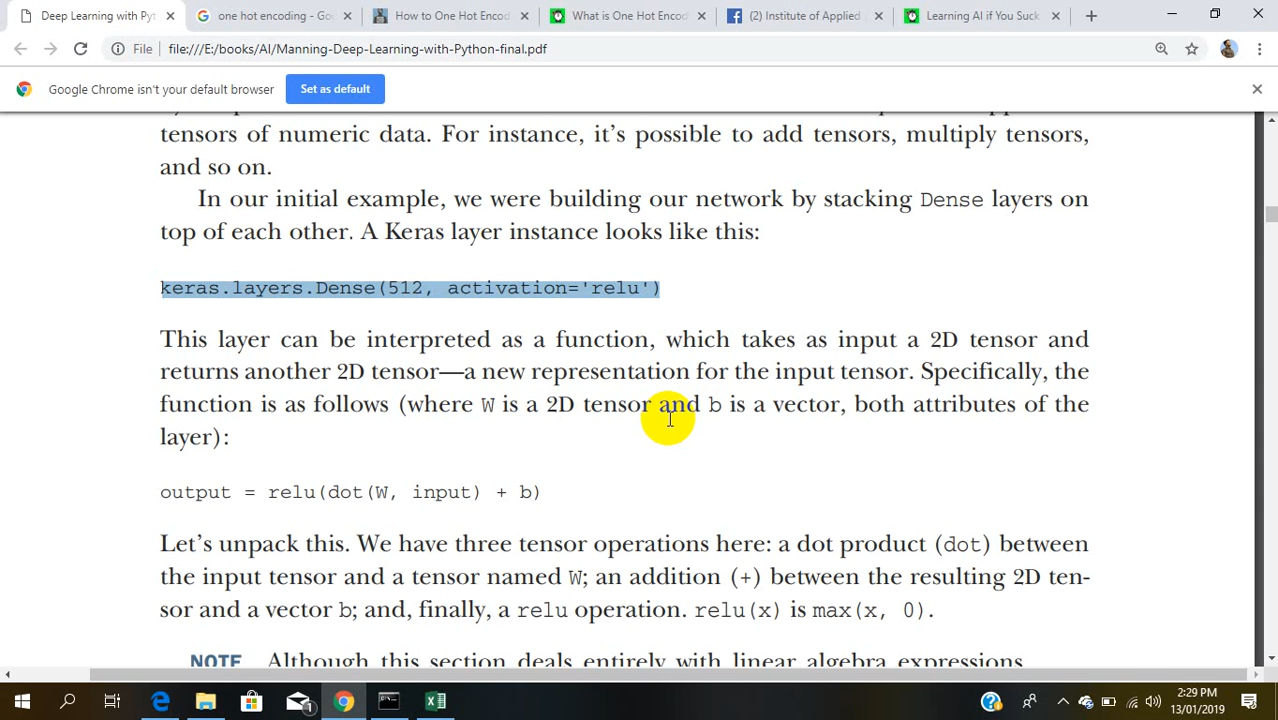 Deep Learning with Pyt
one hot encoding - Goo
How to One Hot Encod
What is One Hot Encod
(2) Institute of Applied
Learning AI if You Suck
File file:///E:/books/AI/Manning-Deep-Learning-with-Python-final.pdf
Google Chrome isn't your default browser Set as default
tensors of numeric data. For instance, it's possible to add tensors, multiply tensors,
and so on.
In our initial example, we were building our network by stacking Dense layers on
top of each other. A Keras layer instance looks like this:
keras.layers.Dense(512, activation='relu')
This layer can be interpreted as a function, which takes as input a 2D tensor and
returns another 2D tensor—a new representation for the input tensor. Specifically, the
function is as follows (where W is a 2D tensor and b is a vector, both attributes of the
layer):
output = relu(dot(W, input) + b)
Let's unpack this. We have three tensor operations here: a dot product (dot) between
the input tensor and a tensor named W; an addition (+) between the resulting 2D ten-
sor and a vector b; and, finally, a relu operation. relu(x) is max(x, 0).
NOTE Although this section deals entirely with linear algebra expressions
1
2:29 PM
13/01/2019